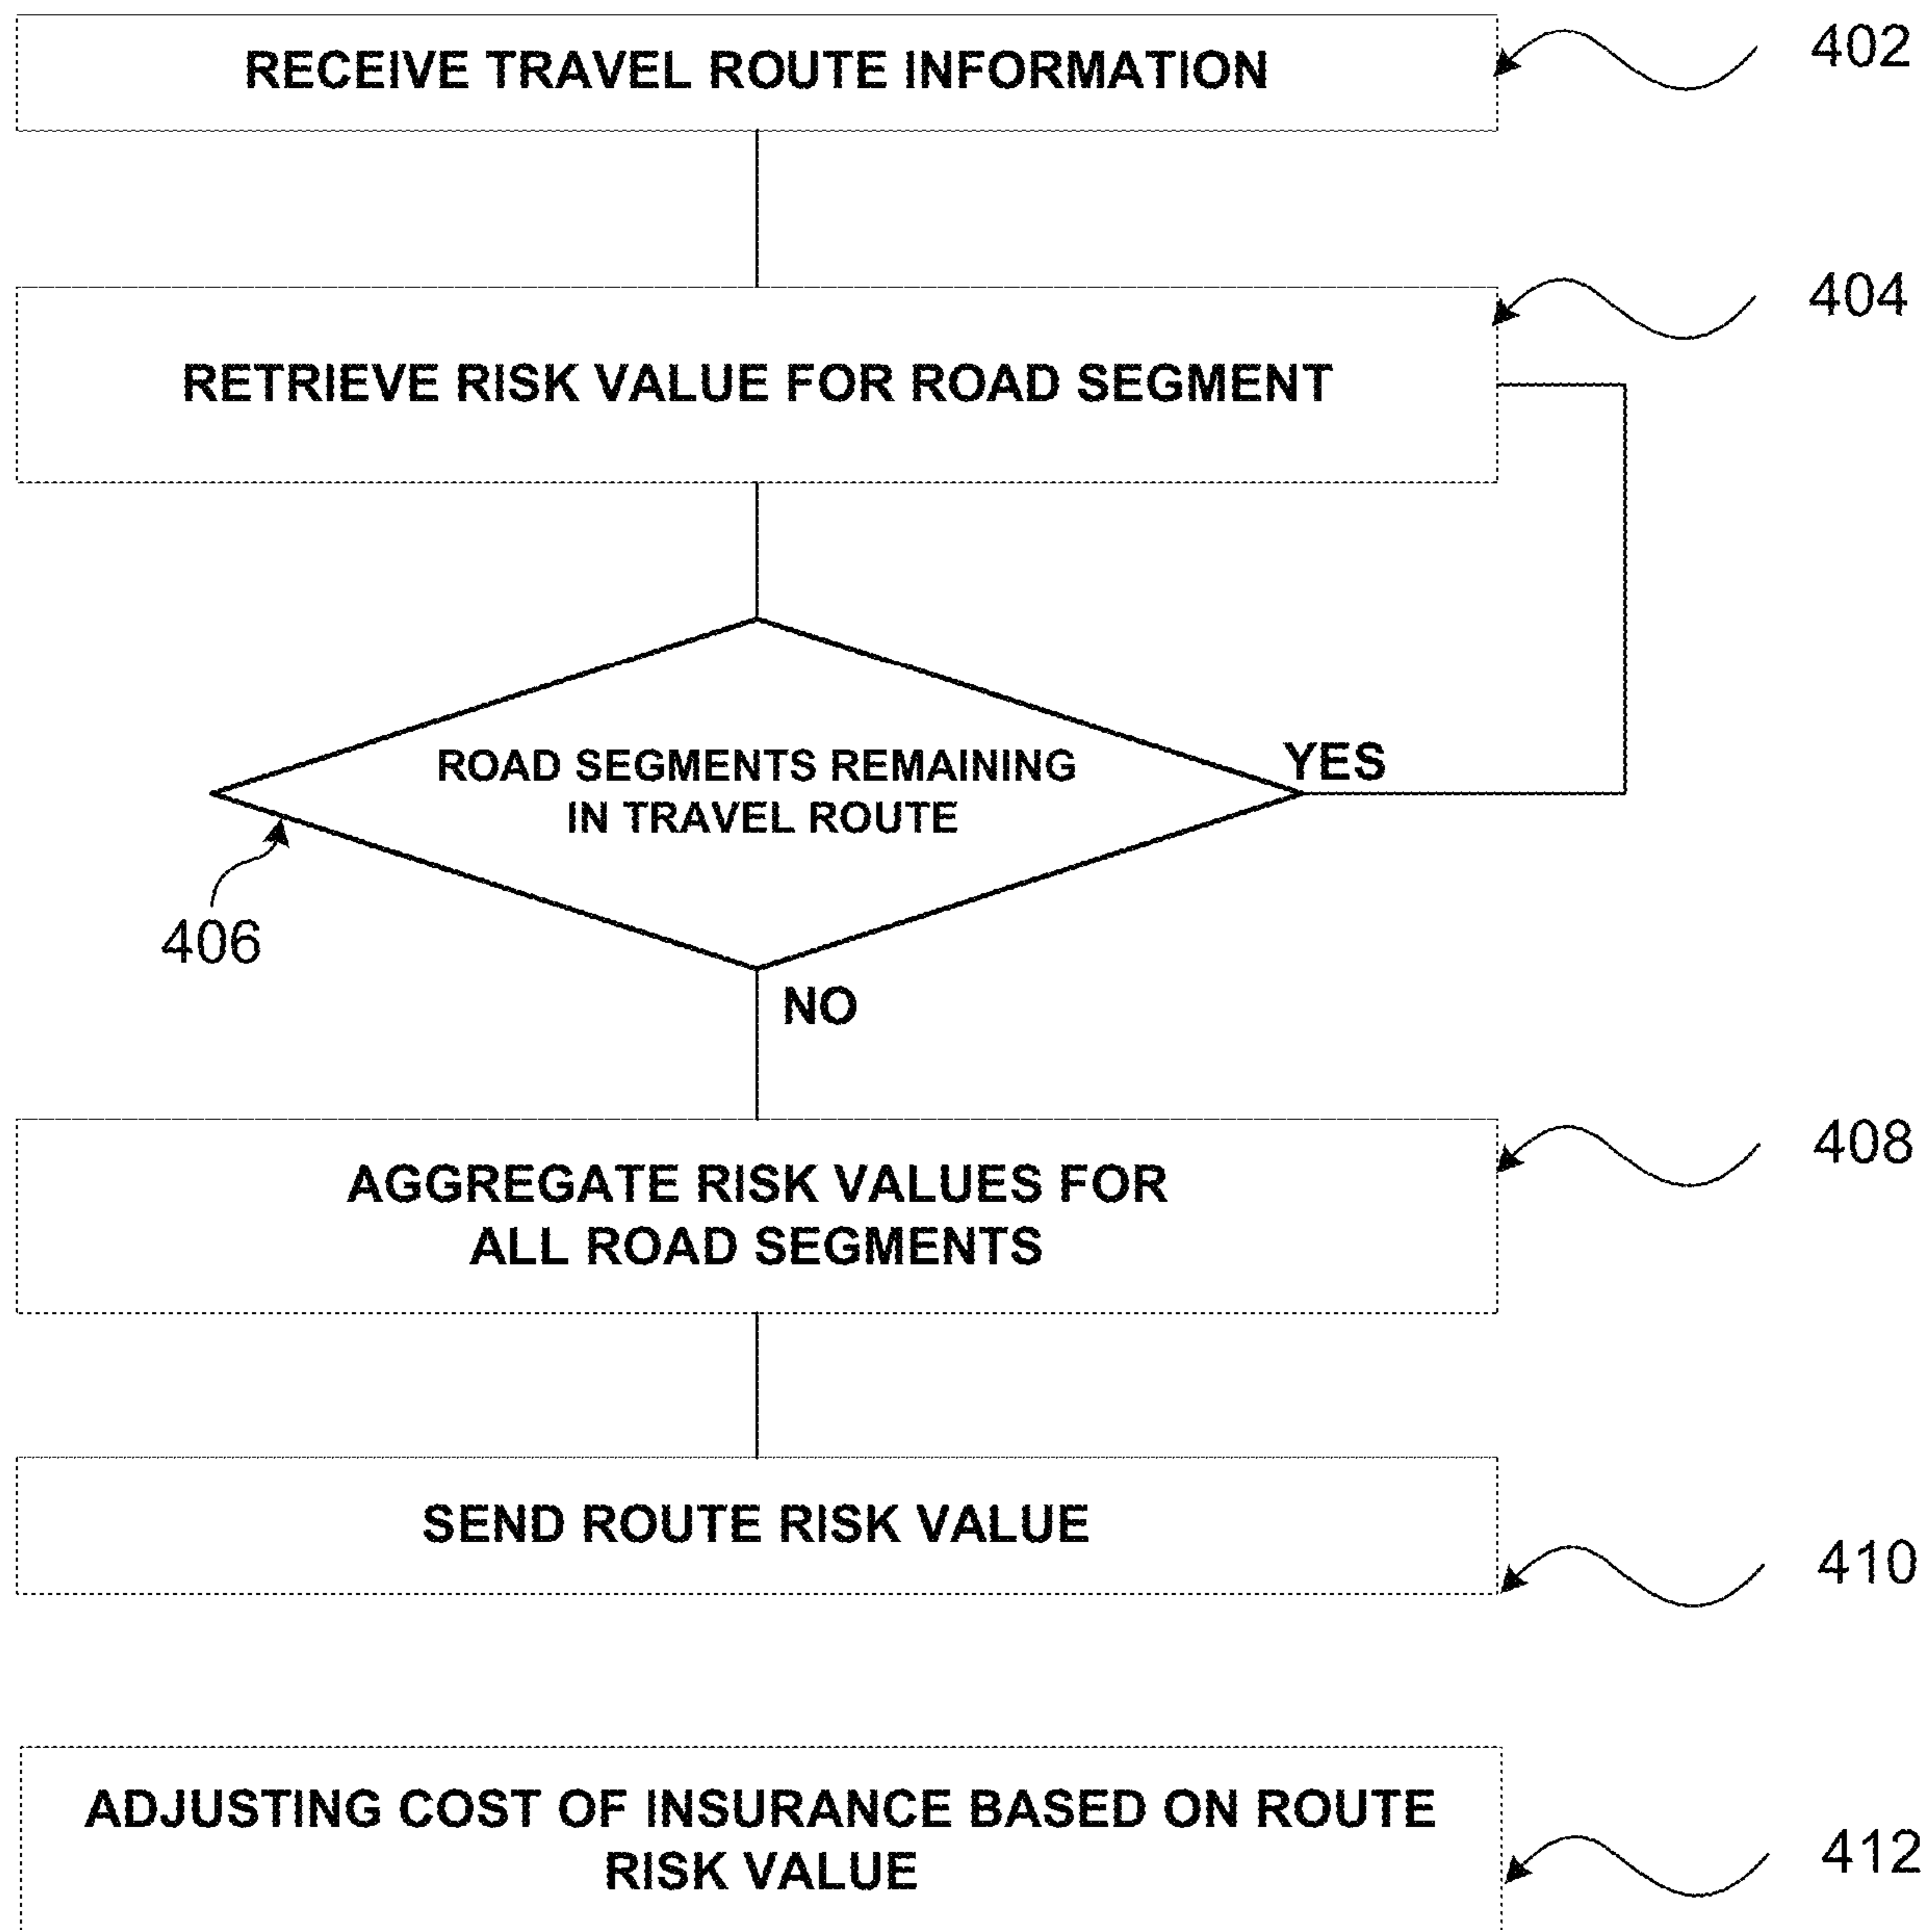 RECEIVE TRAVEL ROUTE INFORMATION
402
RETRIEVE RISK VALUE FOR ROAD SEGMENT
404
ROAD SEGMENTS REMAINING
IN TRAVEL ROUTE
YES
406
NO
AGGREGATE RISK VALUES FOR
ALL ROAD SEGMENTS
408
SEND ROUTE RISK VALUE
410
ADJUSTING COST OF INSURANCE BASED ON ROUTE
RISK VALUE
412